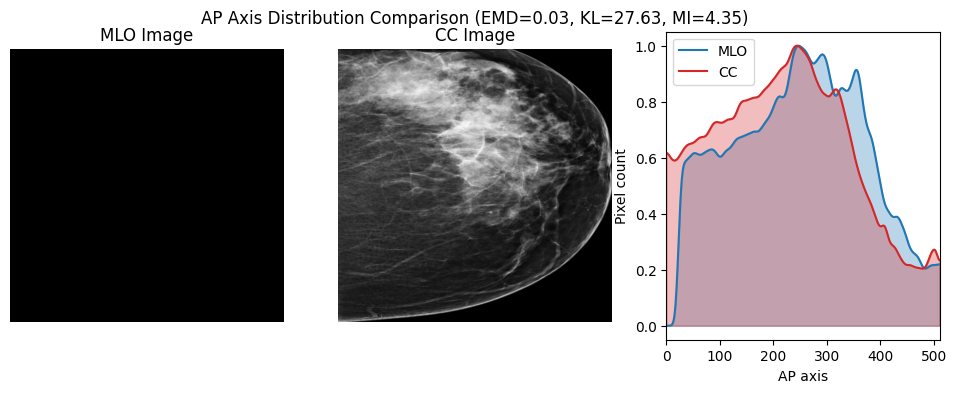 AP Axis Distribution Comparison (EMD=0.03, KL=27.63, MI=4.35)
MLO Image
CC Image
MLO
CC
1.0
0.8
0.6
0.4
0.2
0.0
Pixel count
0 100 200 300 400 500
AP axis